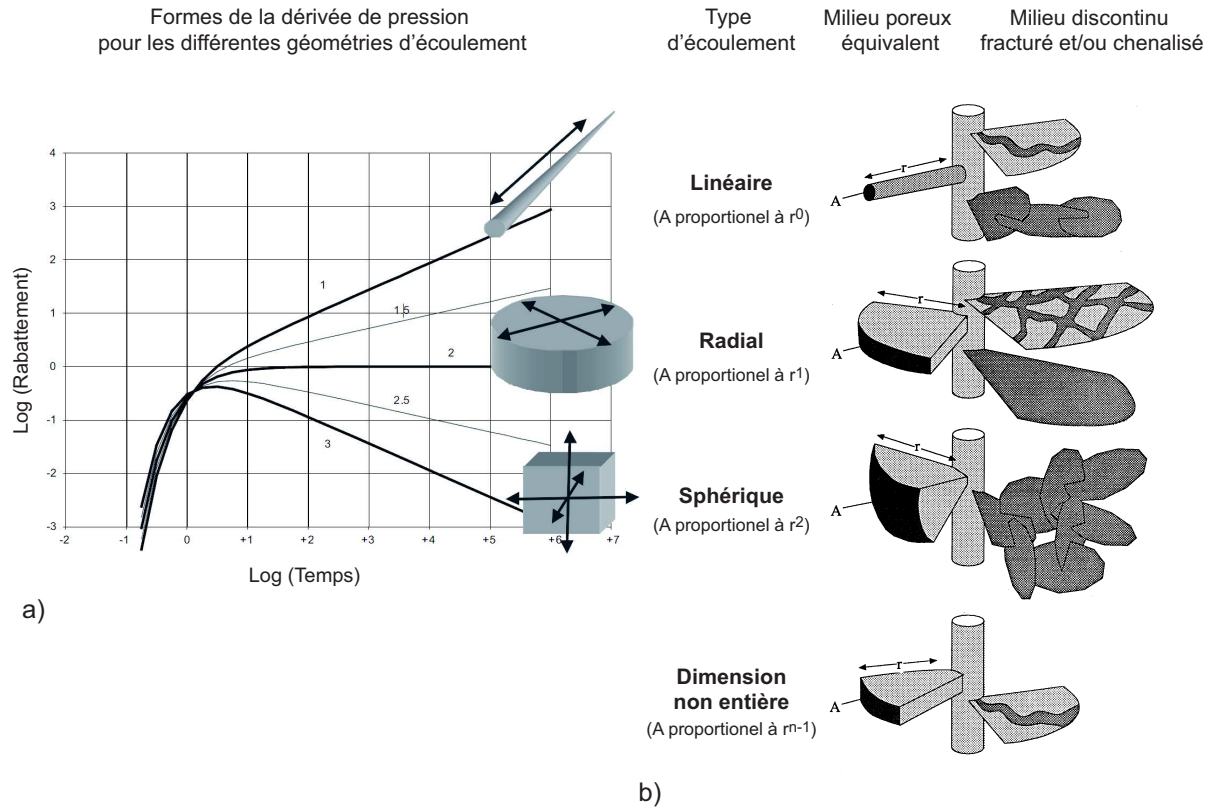 Formes de la dérivée de pression
pour les différentes géométries d'écoulement
Type
d'écoulement
Milieu poreux
équivalent
Milieu discontinu
fracturé et/ou chenalisé
4
3
2
1
0
-1
-2
-3
-2
-1
0
+1
+2
+3
+4
+5
+6
+7
Log (Rabattement)
Log (Temps)
1
1.5
2
2.5
3
a)
Linéaire
(A proportionel à r0)
r
A
Radial
(A proportionel à r1)
r
A
Sphérique
(A proportionel à r2)
r
A
Dimension
non entière
(A proportionel à rn-1)
r
A
b)